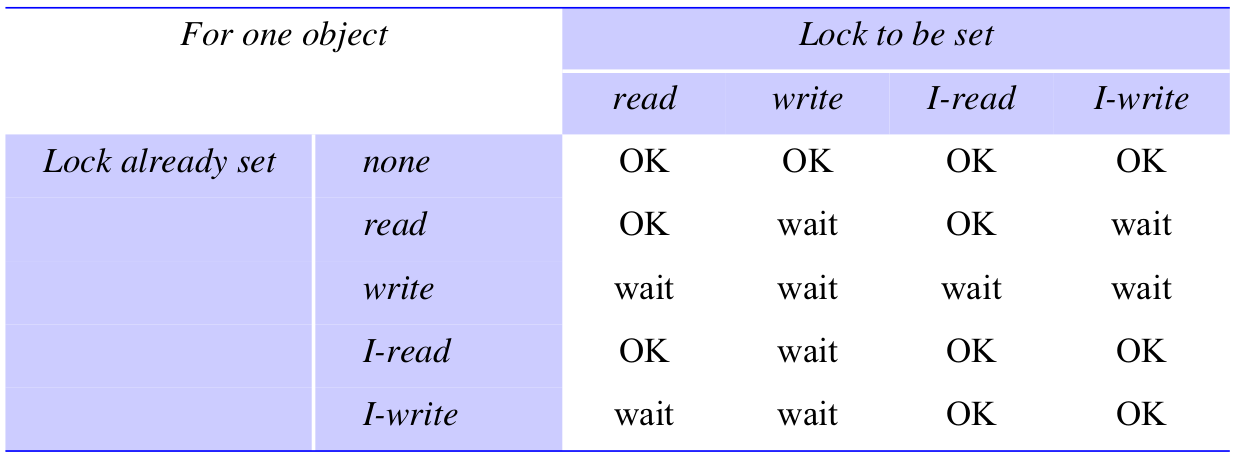 For one object Lock to be set
read write I-read I-write
Lock already set none OK OK OK OK
read OK wait OK wait
write wait wait wait wait
I-read OK wait OK OK
I-write wait wait OK OK